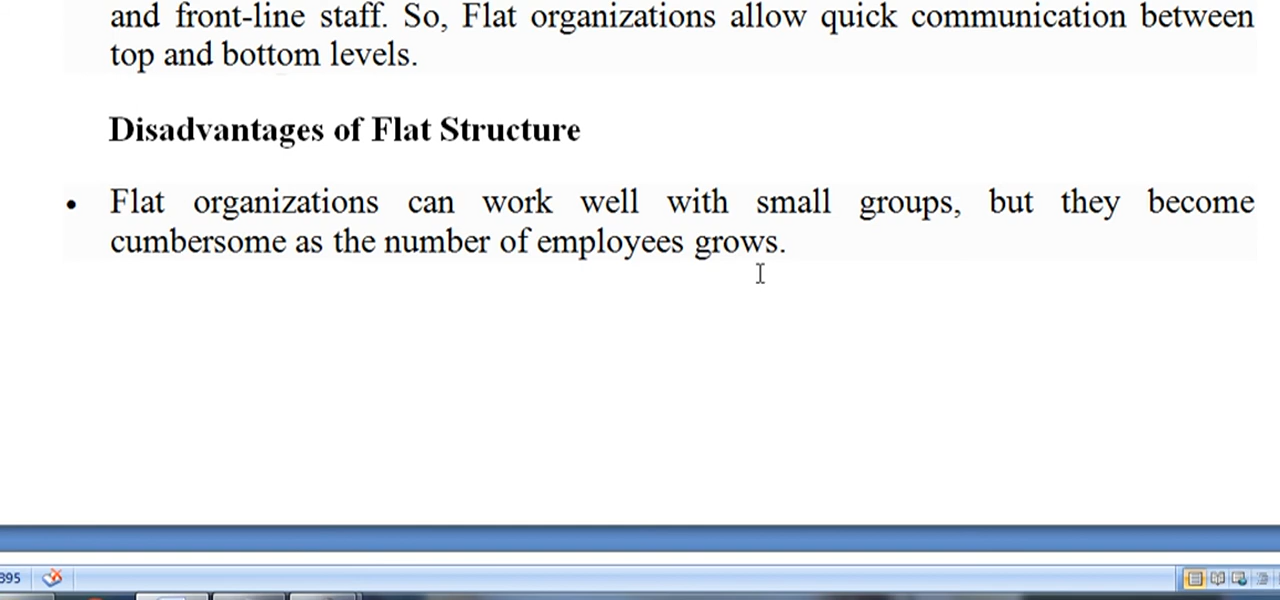 and front-line staff. So, Flat organizations allow quick communication between
top and bottom levels.
Disadvantages of Flat Structure
• Flat organizations can work well with small groups, but they become
cumbersome as the number of employees grows.
395